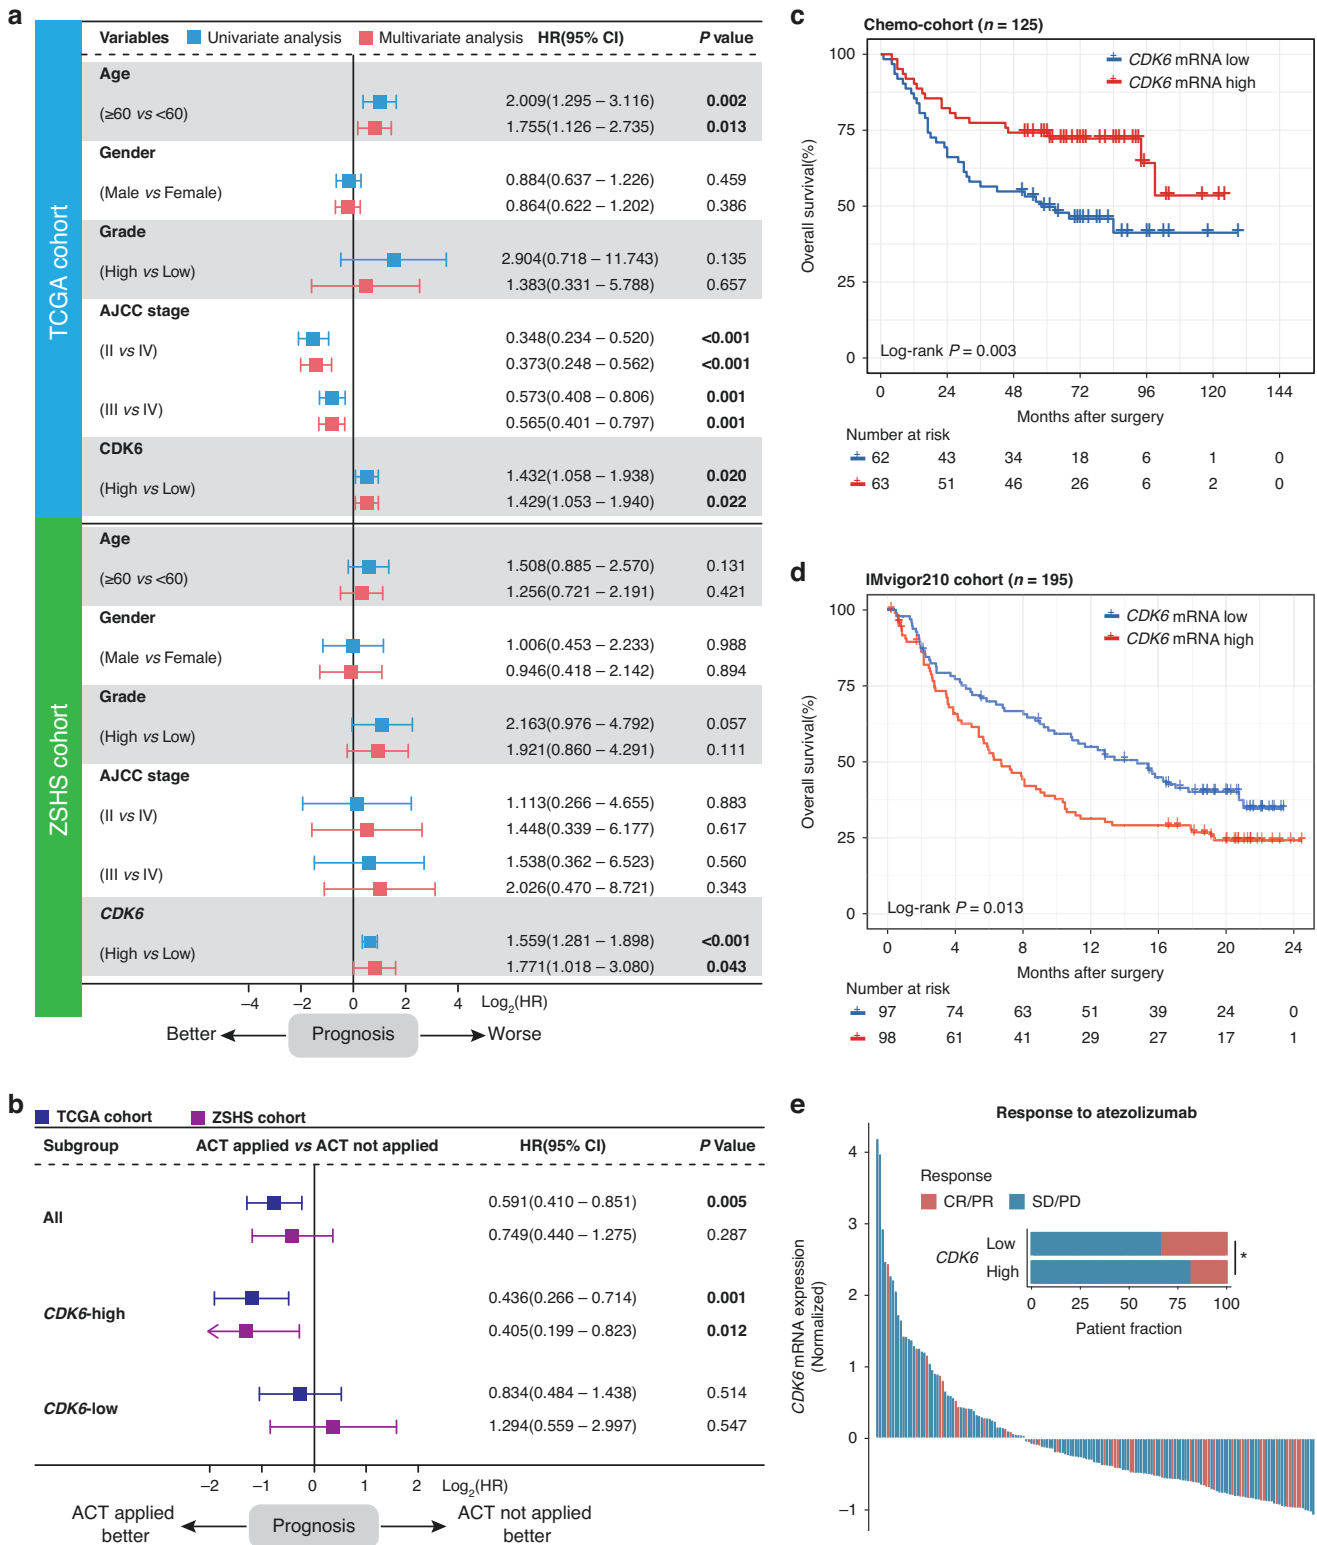 a
Variables Univariate analysis Multivariate analysis HR(95% CI) P value
TCGA cohort
Age
(≥60 vs <60)
2.009(1.295 – 3.116) 0.002
1.755(1.126 – 2.735) 0.013
Gender
(Male vs Female)
0.884(0.637 – 1.226) 0.459
0.864(0.622 – 1.202) 0.386
Grade
(High vs Low)
2.904(0.718 – 11.743) 0.135
1.383(0.331 – 5.788) 0.657
AJCC stage
(II vs IV)
0.348(0.234 – 0.520) <0.001
0.373(0.248 – 0.562) <0.001
(III vs IV)
0.573(0.408 – 0.806) 0.001
0.565(0.401 – 0.797) 0.001
CDK6
(High vs Low)
1.432(1.058 – 1.938) 0.020
1.429(1.053 – 1.940) 0.022
ZSHS cohort
Age
(≥60 vs <60)
1.508(0.885 – 2.570) 0.131
1.256(0.721 – 2.191) 0.421
Gender
(Male vs Female)
1.006(0.453 – 2.233) 0.988
0.946(0.418 – 2.142) 0.894
Grade
(High vs Low)
2.163(0.976 – 4.792) 0.057
1.921(0.860 – 4.291) 0.111
AJCC stage
(II vs IV)
1.113(0.266 – 4.655) 0.883
1.448(0.339 – 6.177) 0.617
(III vs IV)
1.538(0.362 – 6.523) 0.560
2.026(0.470 – 8.721) 0.343
CDK6
(High vs Low)
1.559(1.281 – 1.898) <0.001
1.771(1.018 – 3.080) 0.043
−4 −2 0 2 4 Log2(HR)
Better Prognosis Worse
b
TCGA cohort ZSHS cohort
Subgroup ACT applied vs ACT not applied HR(95% CI) P Value
All
0.591(0.410 – 0.851) 0.005
0.749(0.440 – 1.275) 0.287
CDK6-high
0.436(0.266 – 0.714) 0.001
0.405(0.199 – 0.823) 0.012
CDK6-low
0.834(0.484 – 1.438) 0.514
1.294(0.559 – 2.997) 0.547
−2 −1 0 1 2 Log2(HR)
ACT applied better Prognosis ACT not applied better
c
Chemo-cohort (n = 125)
CDK6 mRNA low
CDK6 mRNA high
Overall survival(%)
100
75
50
25
0
Log-rank P = 0.003
0 24 48 72 96 120 144
Months after surgery
Number at risk
62 43 34 18 6 1 0
63 51 46 26 6 2 0
d
IMvigor210 cohort (n = 195)
CDK6 mRNA low
CDK6 mRNA high
Overall survival(%)
100
75
50
25
0
Log-rank P = 0.013
0 4 8 12 16 20 24
Months after surgery
Number at risk
97 74 63 51 39 24 0
98 61 41 29 27 17 1
e
Response to atezolizumab
CDK6 mRNA expression
(Normalized)
4
3
2
1
0
−1
Response
CR/PR SD/PD
CDK6
Low
High
*
0 25 50 75 100
Patient fraction